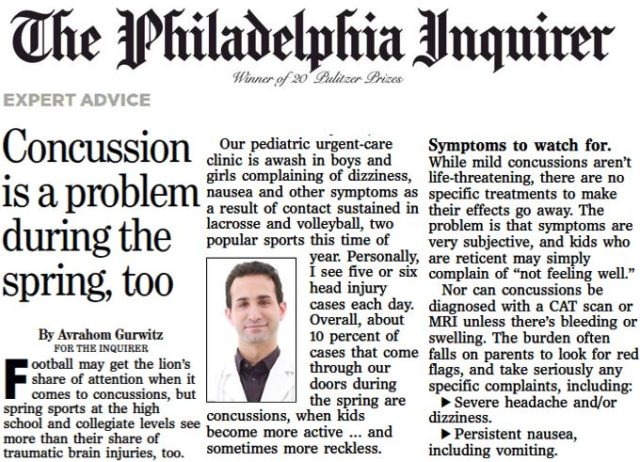 The Philadelphia Inquirer
Winner of 20 Pulitzer Prizes
EXPERT ADVICE
Concussion
is a problem
during the
spring, too
By Avrahom Gurwitz
FOR THE INQUIRER
Football may get the lion's
share of attention when it
comes to concussions, but
spring sports at the high
school and collegiate levels see
more than their share of
traumatic brain injuries, too.
Our pediatric urgent-care
clinic is awash in boys and
girls complaining of dizziness,
nausea and other symptoms as
a result of contact sustained in
lacrosse and volleyball, two
popular sports this time of
year. Personally,
I see five or six
head injury
cases each day.
Overall, about
10 percent of
cases that come
through our
doors during
the spring are
concussions, when kids
become more active ... and
sometimes more reckless.
Symptoms to watch for.
While mild concussions aren't
life-threatening, there are no
specific treatments to make
their effects go away. The
problem is that symptoms are
very subjective, and kids who
are reticent may simply
complain of “not feeling well.”
Nor can concussions be
diagnosed with a CAT scan or
MRI unless there's bleeding or
swelling. The burden often
falls on parents to look for red
flags, and take seriously any
specific complaints, including:
▶ Severe headache and/or
dizziness.
▶ Persistent nausea,
including vomiting.